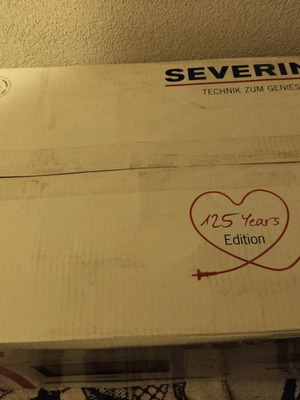 SEVERIN
TECHNIK ZUM GENIES
125 Years
Edition